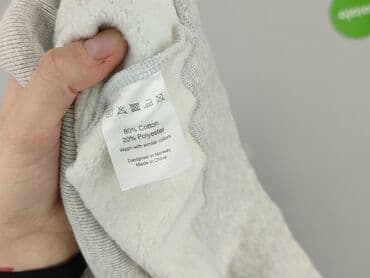 80% Cotton
20% Polyester
Wash with similar colors
Designed in Norway
Made in China